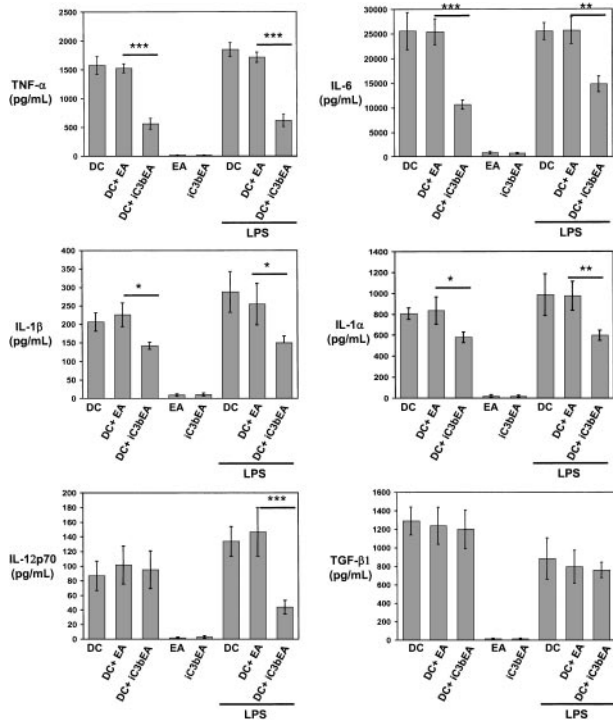 TNF-α
(pg/mL)
2000
1500
1000
500
0
***
***
DC
DC+ EA
DC+ iC3bEA
EA
iC3bEA
DC
DC+ EA
DC+ iC3bEA
LPS
IL-6
(pg/mL)
30000
25000
20000
15000
10000
5000
0
***
**
DC
DC+ EA
DC+ iC3bEA
EA
iC3bEA
DC
DC+ EA
DC+ iC3bEA
LPS
IL-1β
(pg/mL)
400
350
300
250
200
150
100
50
0
*
*
DC
DC+ EA
DC+ iC3bEA
EA
iC3bEA
DC
DC+ EA
DC+ iC3bEA
LPS
IL-1α
(pg/mL)
1400
1200
1000
800
600
400
200
0
*
**
DC
DC+ EA
DC+ iC3bEA
EA
iC3bEA
DC
DC+ EA
DC+ iC3bEA
LPS
IL-12p70
(pg/mL)
200
180
160
140
120
100
80
60
40
20
0
***
DC
DC+ EA
DC+ iC3bEA
EA
iC3bEA
DC
DC+ EA
DC+ iC3bEA
LPS
TGF-β1
(pg/mL)
1600
1400
1200
1000
800
600
400
200
0
DC
DC+ EA
DC+ iC3bEA
EA
iC3bEA
DC
DC+ EA
DC+ iC3bEA
LPS